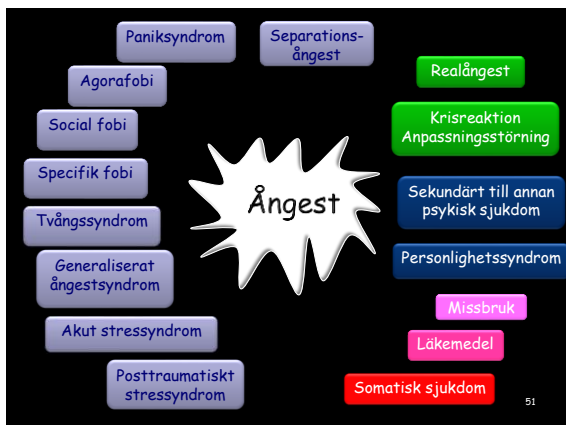 Paniksyndrom
Separations-
ångest
Realångest
Agorafobi
Social fobi
Krisreaktion
Anpassningsstörning
Specifik fobi
Ångest
Sekundärt till annan
psykisk sjukdom
Tvångssyndrom
Generaliserat
ångestsyndrom
Personlighetssyndrom
Missbruk
Akut stressyndrom
Läkemedel
Posttraumatiskt
stressyndrom
Somatisk sjukdom
51